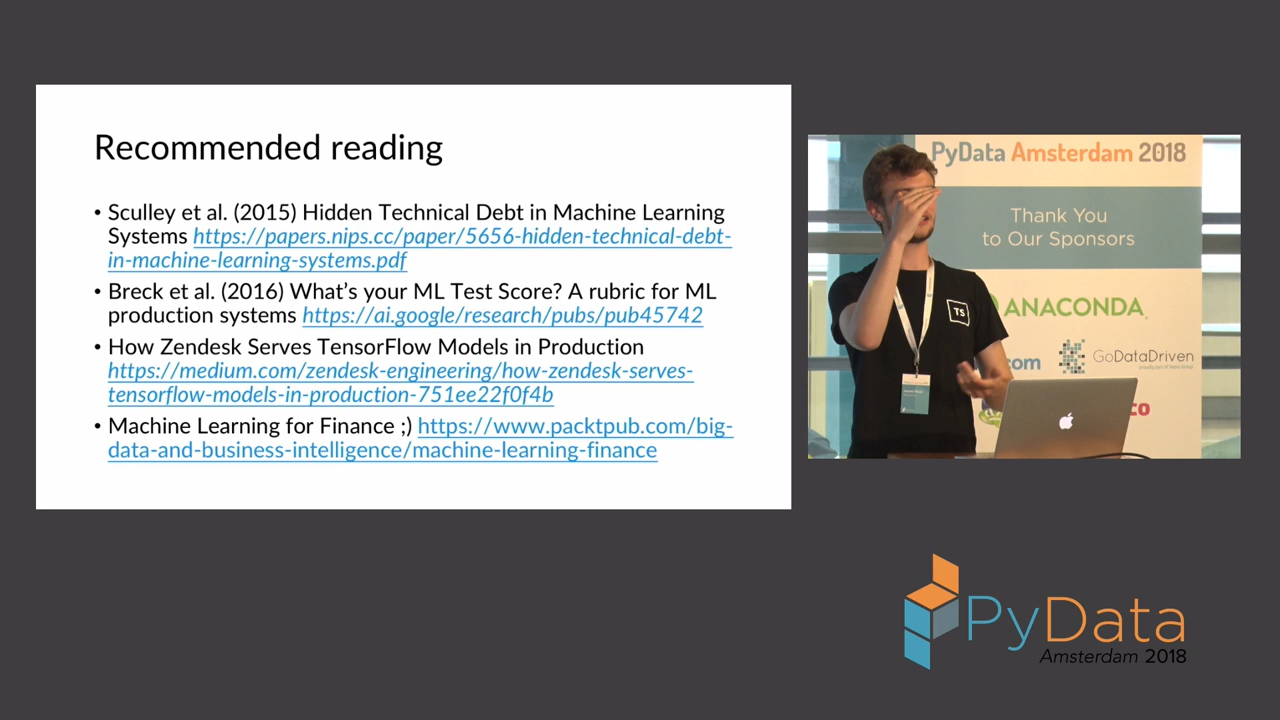 Recommended reading
• Sculley et al. (2015) Hidden Technical Debt in Machine Learning
Systems https://papers.nips.cc/paper/5656-hidden-technical-debt-
in-machine-learning-systems.pdf
• Breck et al. (2016) What's your ML Test Score? A rubric for ML
production systems https://ai.google/research/pubs/pub45742
• How Zendesk Serves TensorFlow Models in Production
https://medium.com/zendesk-engineering/how-zendesk-serves-
tensorflow-models-in-production-751ee22f0f4b
• Machine Learning for Finance ;) https://www.packtpub.com/big-
data-and-business-intelligence/machine-learning-finance
PyData Amsterdam 2018
Thank You
to Our Sponsors
TS
ANACONDA
.com
GoDataDriven
co
PyData
Amsterdam 2018